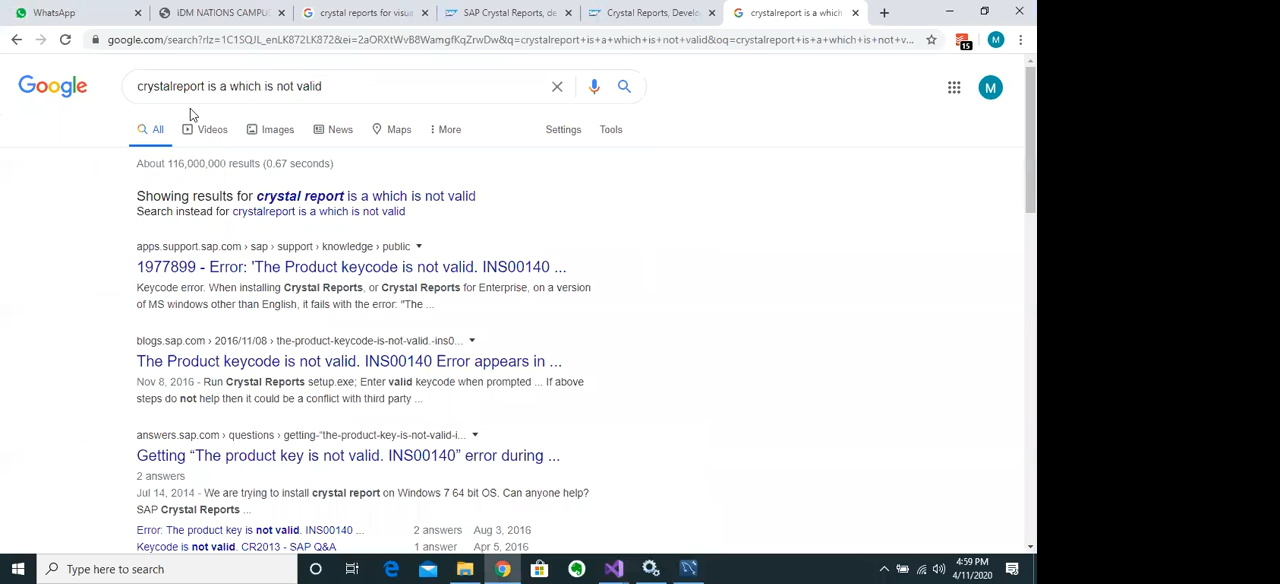 WhatsApp
iDM NATIONS CAMPUS
crystal reports for visu
SAP Crystal Reports, de
Crystal Reports, Develo
crystalreport is a which
google.com/search?rlz=1C1SQJL_enLK872LK872&ei=2aORXtWvB8WamgfKqZrwDw&q=crystalreport+is+a+which+is+not+valid&oq=crystalreport+is+a+which+is+not+v...
15
M
Google
crystalreport is a which is not valid
M
All
Videos
Images
News
Maps
More
Settings
Tools
About 116,000,000 results (0.67 seconds)
Showing results for crystal report is a which is not valid
Search instead for crystalreport is a which is not valid
apps.support.sap.com › sap › support › knowledge › public
1977899 - Error: 'The Product keycode is not valid. INS00140 ...
Keycode error. When installing Crystal Reports, or Crystal Reports for Enterprise, on a version
of MS windows other than English, it fails with the error: "The ...
blogs.sap.com › 2016/11/08 › the-product-keycode-is-not-valid.-ins0...
The Product keycode is not valid. INS00140 Error appears in ...
Nov 8, 2016 - Run Crystal Reports setup.exe; Enter valid keycode when prompted ... If above
steps do not help then it could be a conflict with third party ...
answers.sap.com › questions › getting-“the-product-key-is-not-valid-i...
Getting “The product key is not valid. INS00140” error during ...
2 answers
Jul 14, 2014 - We are trying to install crystal report on Windows 7 64 bit OS. Can anyone help?
SAP Crystal Reports ...
Error: The product key is not valid. INS00140 ... 2 answers Aug 3, 2016
Keycode is not valid. CR2013 - SAP Q&A 1 answer Apr 5, 2016
Type here to search
4:59 PM
4/11/2020